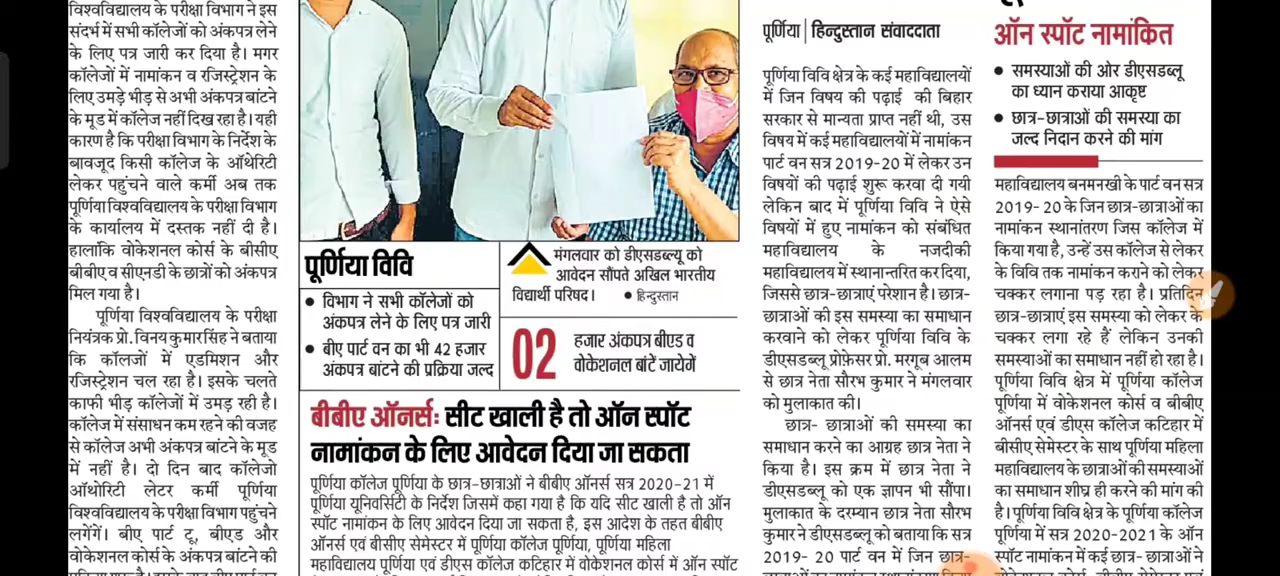 विश्वविद्यालय के परीक्षा विभाग ने इस
संदर्भ में सभी कॉलेजों को अंकपत्र लेने
के लिए पत्र जारी कर दिया है। मगर
कॉलेजों में नामांकन व रजिस्ट्रेशन के
लिए उमड़े भीड़ से अभी अंकपत्र बांटने
के मूड में कॉलेज नहीं दिख रहा है। यही
कारण है कि परीक्षा विभाग के निर्देश के
बावजूद किसी कॉलेज के ऑथेरिटी
लेकर पहुंचने वाले कर्मी अब तक
पूर्णिया विश्वविद्यालय के परीक्षा विभाग
के कार्यालय में दस्तक नहीं दी है।
हालांकि वोकेशनल कोर्स के बीसीए
बीबीए व सीएनडी के छात्रों को अंकपत्र
मिल गया है।
पूर्णिया विश्वविद्यालय के परीक्षा
नियंत्रक प्रो. विनय कुमार सिंह ने बताया
कि कॉलजों में एडमिशन और
रजिस्ट्रेशन चल रहा है। इसके चलते
काफी भीड़ कॉलेजों में उमड़ रही है।
कॉलेज में संसाधन कम रहने की वजह
से कॉलेज अभी अंकपत्र बांटने के मूड
में नहीं है। दो दिन बाद कॉलेजो
ऑथोरिटी लेटर कर्मी पूर्णिया
विश्वविद्यालय के परीक्षा विभाग पहुंचने
लगेंगें। बीए पार्ट टू, बीएड और
वोकेशनल कोर्स के अंकपत्र बांटने की
पूर्णिया विवि
● विभाग ने सभी कॉलेजों को
अंकपत्र लेने के लिए पत्र जारी
● बीए पार्ट वन का भी 42 हजार
अंकपत्र बांटने की प्रक्रिया जल्द
मंगलवार को डीएसडब्ल्यू को
आवेदन सौंपते अखिल भारतीय
विद्यार्थी परिषद। ● हिन्दुस्तान
02
हजार अंकपत्र बीएड व
वोकेशनल बांटें जायेगें
बीबीए ऑनर्स: सीट खाली है तो ऑन स्पॉट
नामांकन के लिए आवेदन दिया जा सकता
पूर्णिया कॉलेज पूर्णिया के छात्र-छात्राओं ने बीबीए ऑनर्स सत्र 2020-21 में
पूर्णिया यूनिवर्सिटी के निर्देश जिसमें कहा गया है कि यदि सीट खाली है तो ऑन
स्पॉट नामांकन के लिए आवेदन दिया जा सकता है, इस आदेश के तहत बीबीए
ऑनर्स एवं बीसीए सेमेस्टर में पूर्णिया कॉलेज पूर्णिया, पूर्णिया महिला
महाविद्यालय पूर्णिया एवं डीएस कॉलेज कटिहार में वोकेशनल कोर्स में ऑन स्पॉट
पूर्णिया | हिन्दुस्तान संवाददाता
पूर्णिया विवि क्षेत्र के कई महाविद्यालयों
में जिन विषय की पढ़ाई की बिहार
सरकार से मान्यता प्राप्त नहीं थी, उस
विषय में कई महाविद्यालयों में नामांकन
पार्ट वन सत्र 2019-20 में लेकर उन
विषयों की पढ़ाई शुरू करवा दी गयी
लेकिन बाद में पूर्णिया विवि ने ऐसे
विषयों में हुए नामांकन को संबंधित
महाविद्यालय के नजदीकी
महाविद्यालय में स्थानान्तरित कर दिया,
जिससे छात्र-छात्राएं परेशान है। छात्र-
छात्राओं की इस समस्या का समाधान
करवाने को लेकर पूर्णिया विवि के
डीएसडब्लू प्रोफ़ेसर प्रो. मरगूब आलम
से छात्र नेता सौरभ कुमार ने मंगलवार
को मुलाकात की।
छात्र- छात्राओं की समस्या का
समाधान करने का आग्रह छात्र नेता ने
किया है। इस क्रम में छात्र नेता ने
डीएसडब्लू को एक ज्ञापन भी सौंपा।
मुलाकात के दरम्यान छात्र नेता सौरभ
कुमार ने डीएसडब्लू को बताया कि सत्र
2019- 20 पार्ट वन में जिन छात्र-
ऑन स्पॉट नामांकित
● समस्याओं की ओर डीएसडब्लू
का ध्यान कराया आकृष्ट
● छात्र-छात्राओं की समस्या का
जल्द निदान करने की मांग
महाविद्यालय बनमनखी के पार्ट वन सत्र
2019- 20 के जिन छात्र-छात्राओं का
नामांकन स्थानांतरण जिस कॉलेज में
किया गया है, उन्हें उस कॉलेज से लेकर
के विवि तक नामांकन कराने को लेकर
चक्कर लगाना पड़ रहा है। प्रतिदिन
छात्र-छात्राएं इस समस्या को लेकर के
चक्कर लगा रहे हैं लेकिन उनकी
समस्याओं का समाधान नहीं हो रहा है।
पूर्णिया विवि क्षेत्र में पूर्णिया कॉलेज
पूर्णिया में वोकेशनल कोर्स व बीबीए
ऑनर्स एवं डीएस कॉलेज कटिहार में
बीसीए सेमेस्टर के साथ पूर्णिया महिला
महाविद्यालय के छात्राओं की समस्याओं
का समाधान शीघ्र ही करने की मांग की
है। पूर्णिया विवि क्षेत्र के पूर्णिया कॉलेज
पूर्णिया में सत्र 2020-2021 के ऑन
स्पॉट नामांकन में कई छात्र- छात्राओं ने